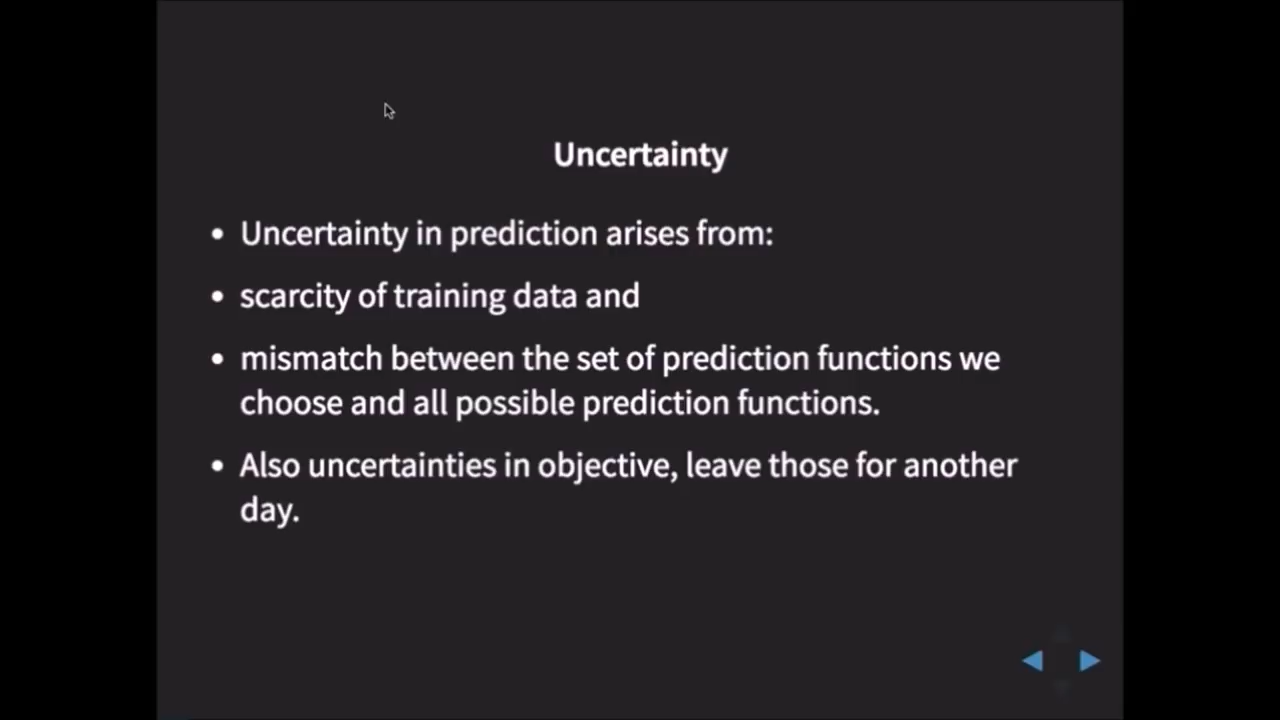 Uncertainty
• Uncertainty in prediction arises from:
• scarcity of training data and
• mismatch between the set of prediction functions we
choose and all possible prediction functions.
• Also uncertainties in objective, leave those for another
day.